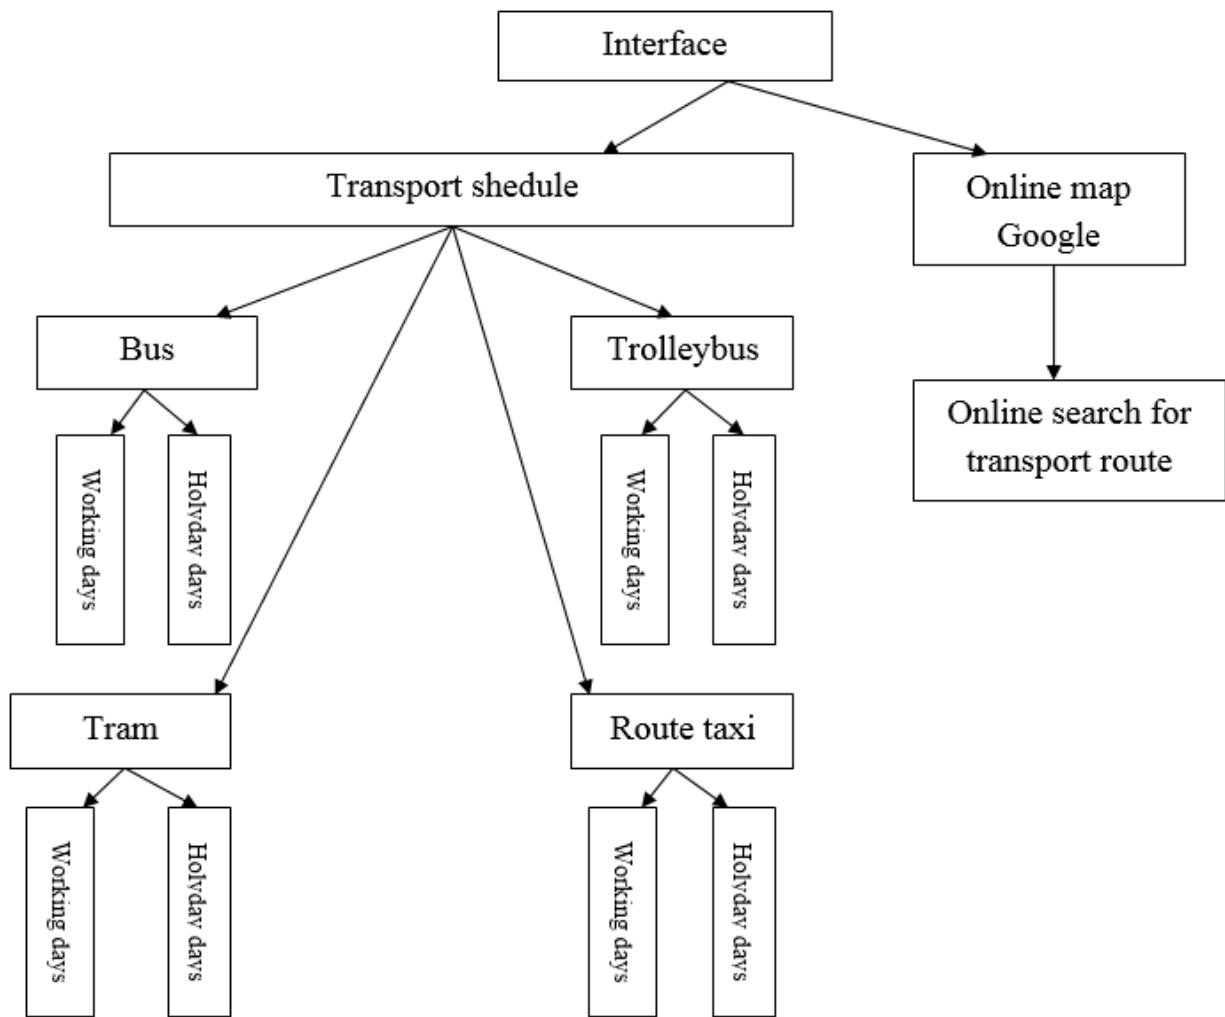 Interface
Transport shedule
Online map
Google
Bus
Trolleybus
Online search for
transport route
Working days
Holyday days
Working days
Holyday days
Tram
Route taxi
Working days
Holyday days
Working days
Holyday days